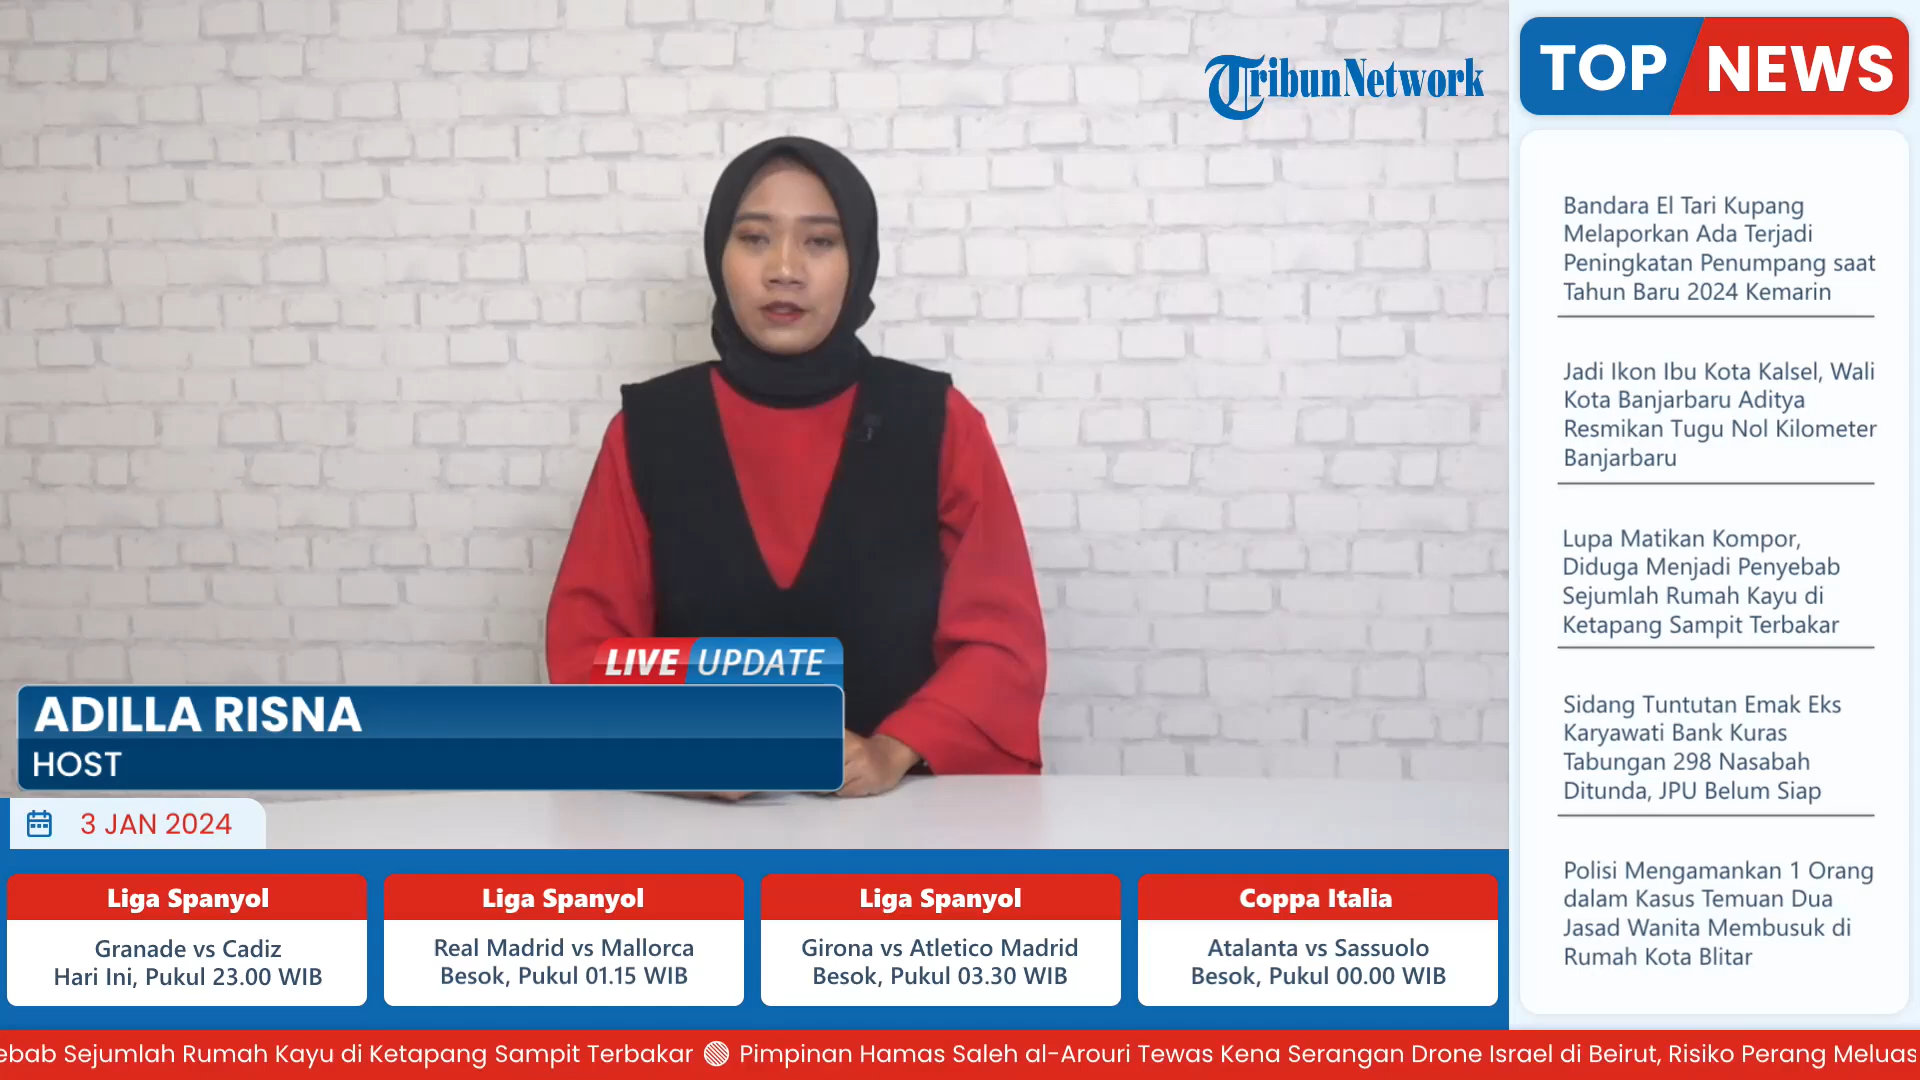 TribunNetwork
TOP NEWS
Bandara El Tari Kupang
Melaporkan Ada Terjadi
Peningkatan Penumpang saat
Tahun Baru 2024 Kemarin
Jadi Ikon Ibu Kota Kalsel, Wali
Kota Banjarbaru Aditya
Resmikan Tugu Nol Kilometer
Banjarbaru
Lupa Matikan Kompor,
Diduga Menjadi Penyebab
Sejumlah Rumah Kayu di
Ketapang Sampit Terbakar
Sidang Tuntutan Emak Eks
Karyawati Bank Kuras
Tabungan 298 Nasabah
Ditunda, JPU Belum Siap
Polisi Mengamankan 1 Orang
dalam Kasus Temuan Dua
Jasad Wanita Membusuk di
Rumah Kota Blitar
LIVE UPDATE
ADILLA RISNA
HOST
3 JAN 2024
Liga Spanyol
Granade vs Cadiz
Hari Ini, Pukul 23.00 WIB
Liga Spanyol
Real Madrid vs Mallorca
Besok, Pukul 01.15 WIB
Liga Spanyol
Girona vs Atletico Madrid
Besok, Pukul 03.30 WIB
Coppa Italia
Atalanta vs Sassuolo
Besok, Pukul 00.00 WIB
ebab Sejumlah Rumah Kayu di Ketapang Sampit Terbakar Pimpinan Hamas Saleh al-Arouri Tewas Kena Serangan Drone Israel di Beirut, Risiko Perang Meluas